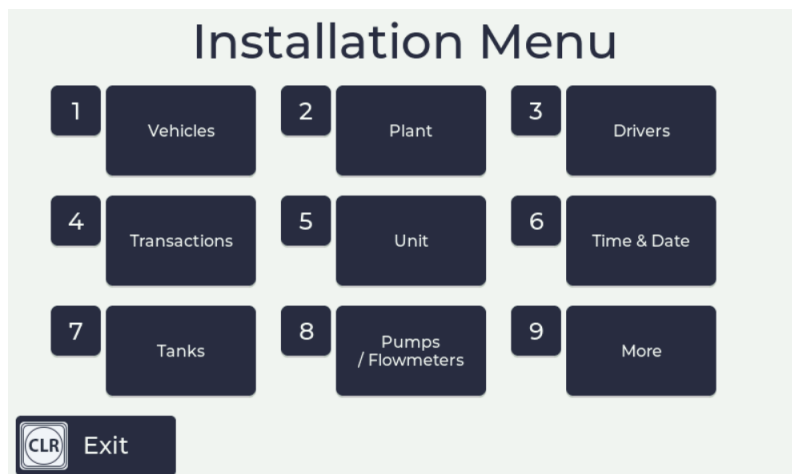 Installation Menu
1 Vehicles
2 Plant
3 Drivers
4 Transactions
5 Unit
6 Time & Date
7 Tanks
8 Pumps
/ Flowmeters
9 More
CLR Exit